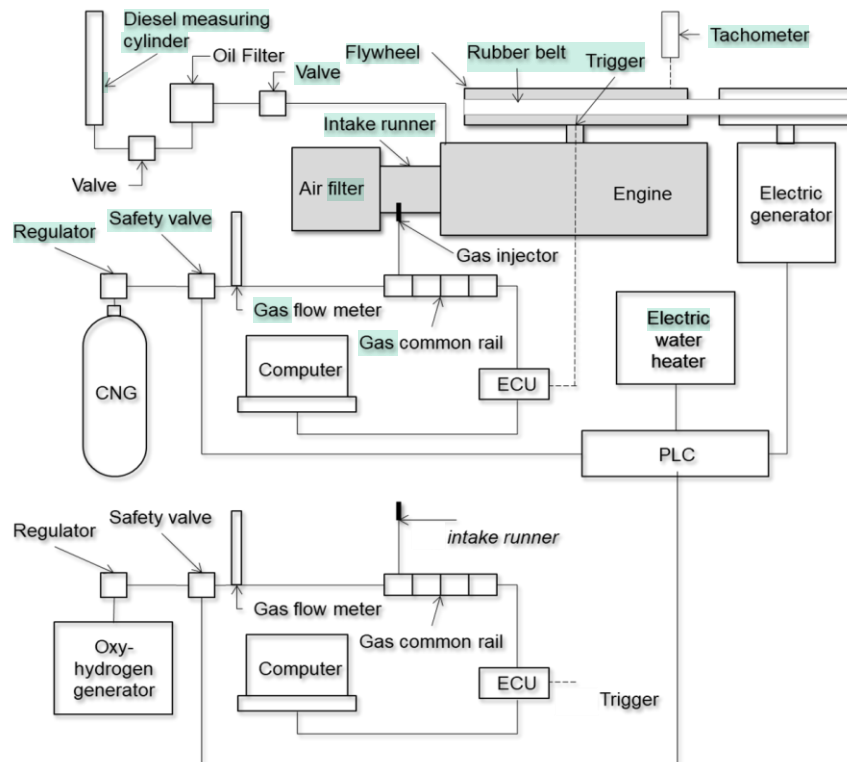 Diesel measuring
cylinder
Oil Filter
Valve
Flywheel
Rubber belt
Trigger
Tachometer
Intake runner
Valve
Air filter
Engine
Electric
generator
Safety valve
Regulator
Gas injector
Gas flow meter
Gas common rail
Electric
water
heater
Computer
ECU
CNG
PLC
Safety valve
Regulator
intake runner
Gas flow meter
Gas common rail
Oxy-
hydrogen
generator
Computer
ECU
Trigger